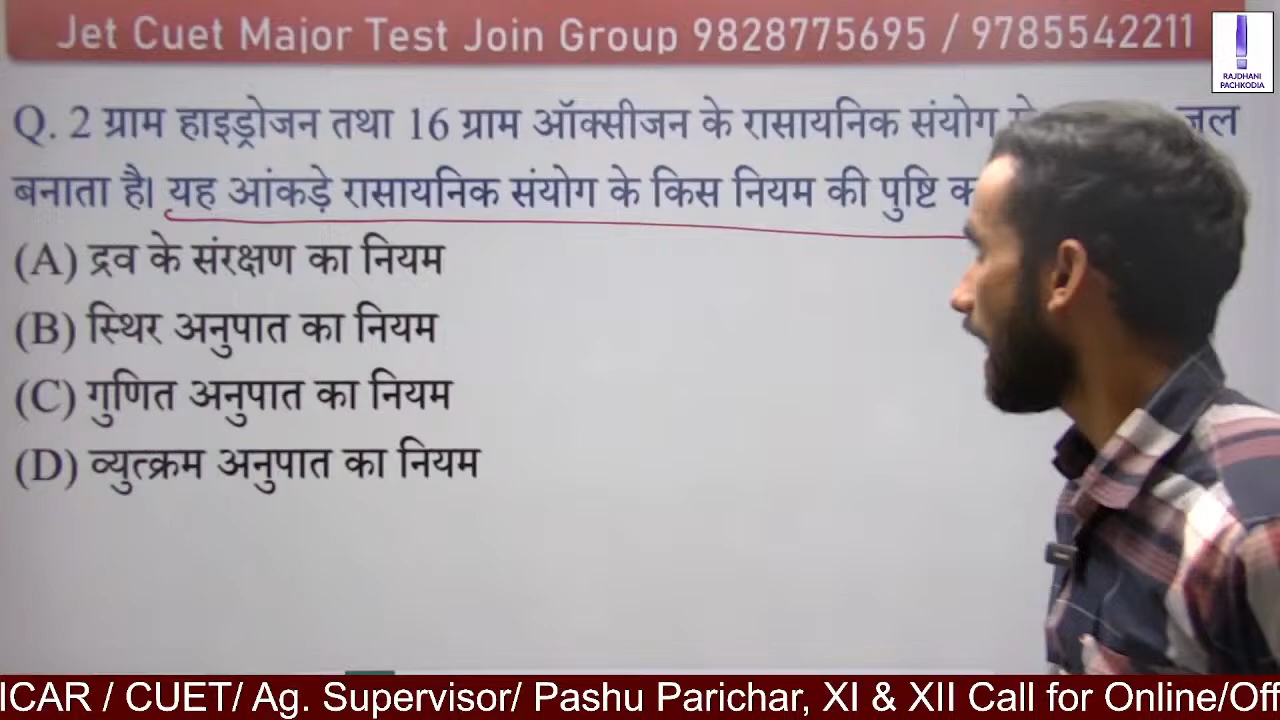 Jet Cuet Major Test Join Group 9828775695 / 9785542211
RAJDHANI
PACHKODIA
Q. 2 ग्राम हाइड्रोजन तथा 16 ग्राम ऑक्सीजन के रासायनिक संयोग जल
बनाता है। यह आंकड़े रासायनिक संयोग के किस नियम की पुष्टि
(A) द्रव के संरक्षण का नियम
(B) स्थिर अनुपात का नियम
(C) गुणित अनुपात का नियम
(D) व्युत्क्रम अनुपात का नियम
ICAR / CUET/ Ag. Supervisor/ Pashu Parichar, XI & XII Call for Online/Off